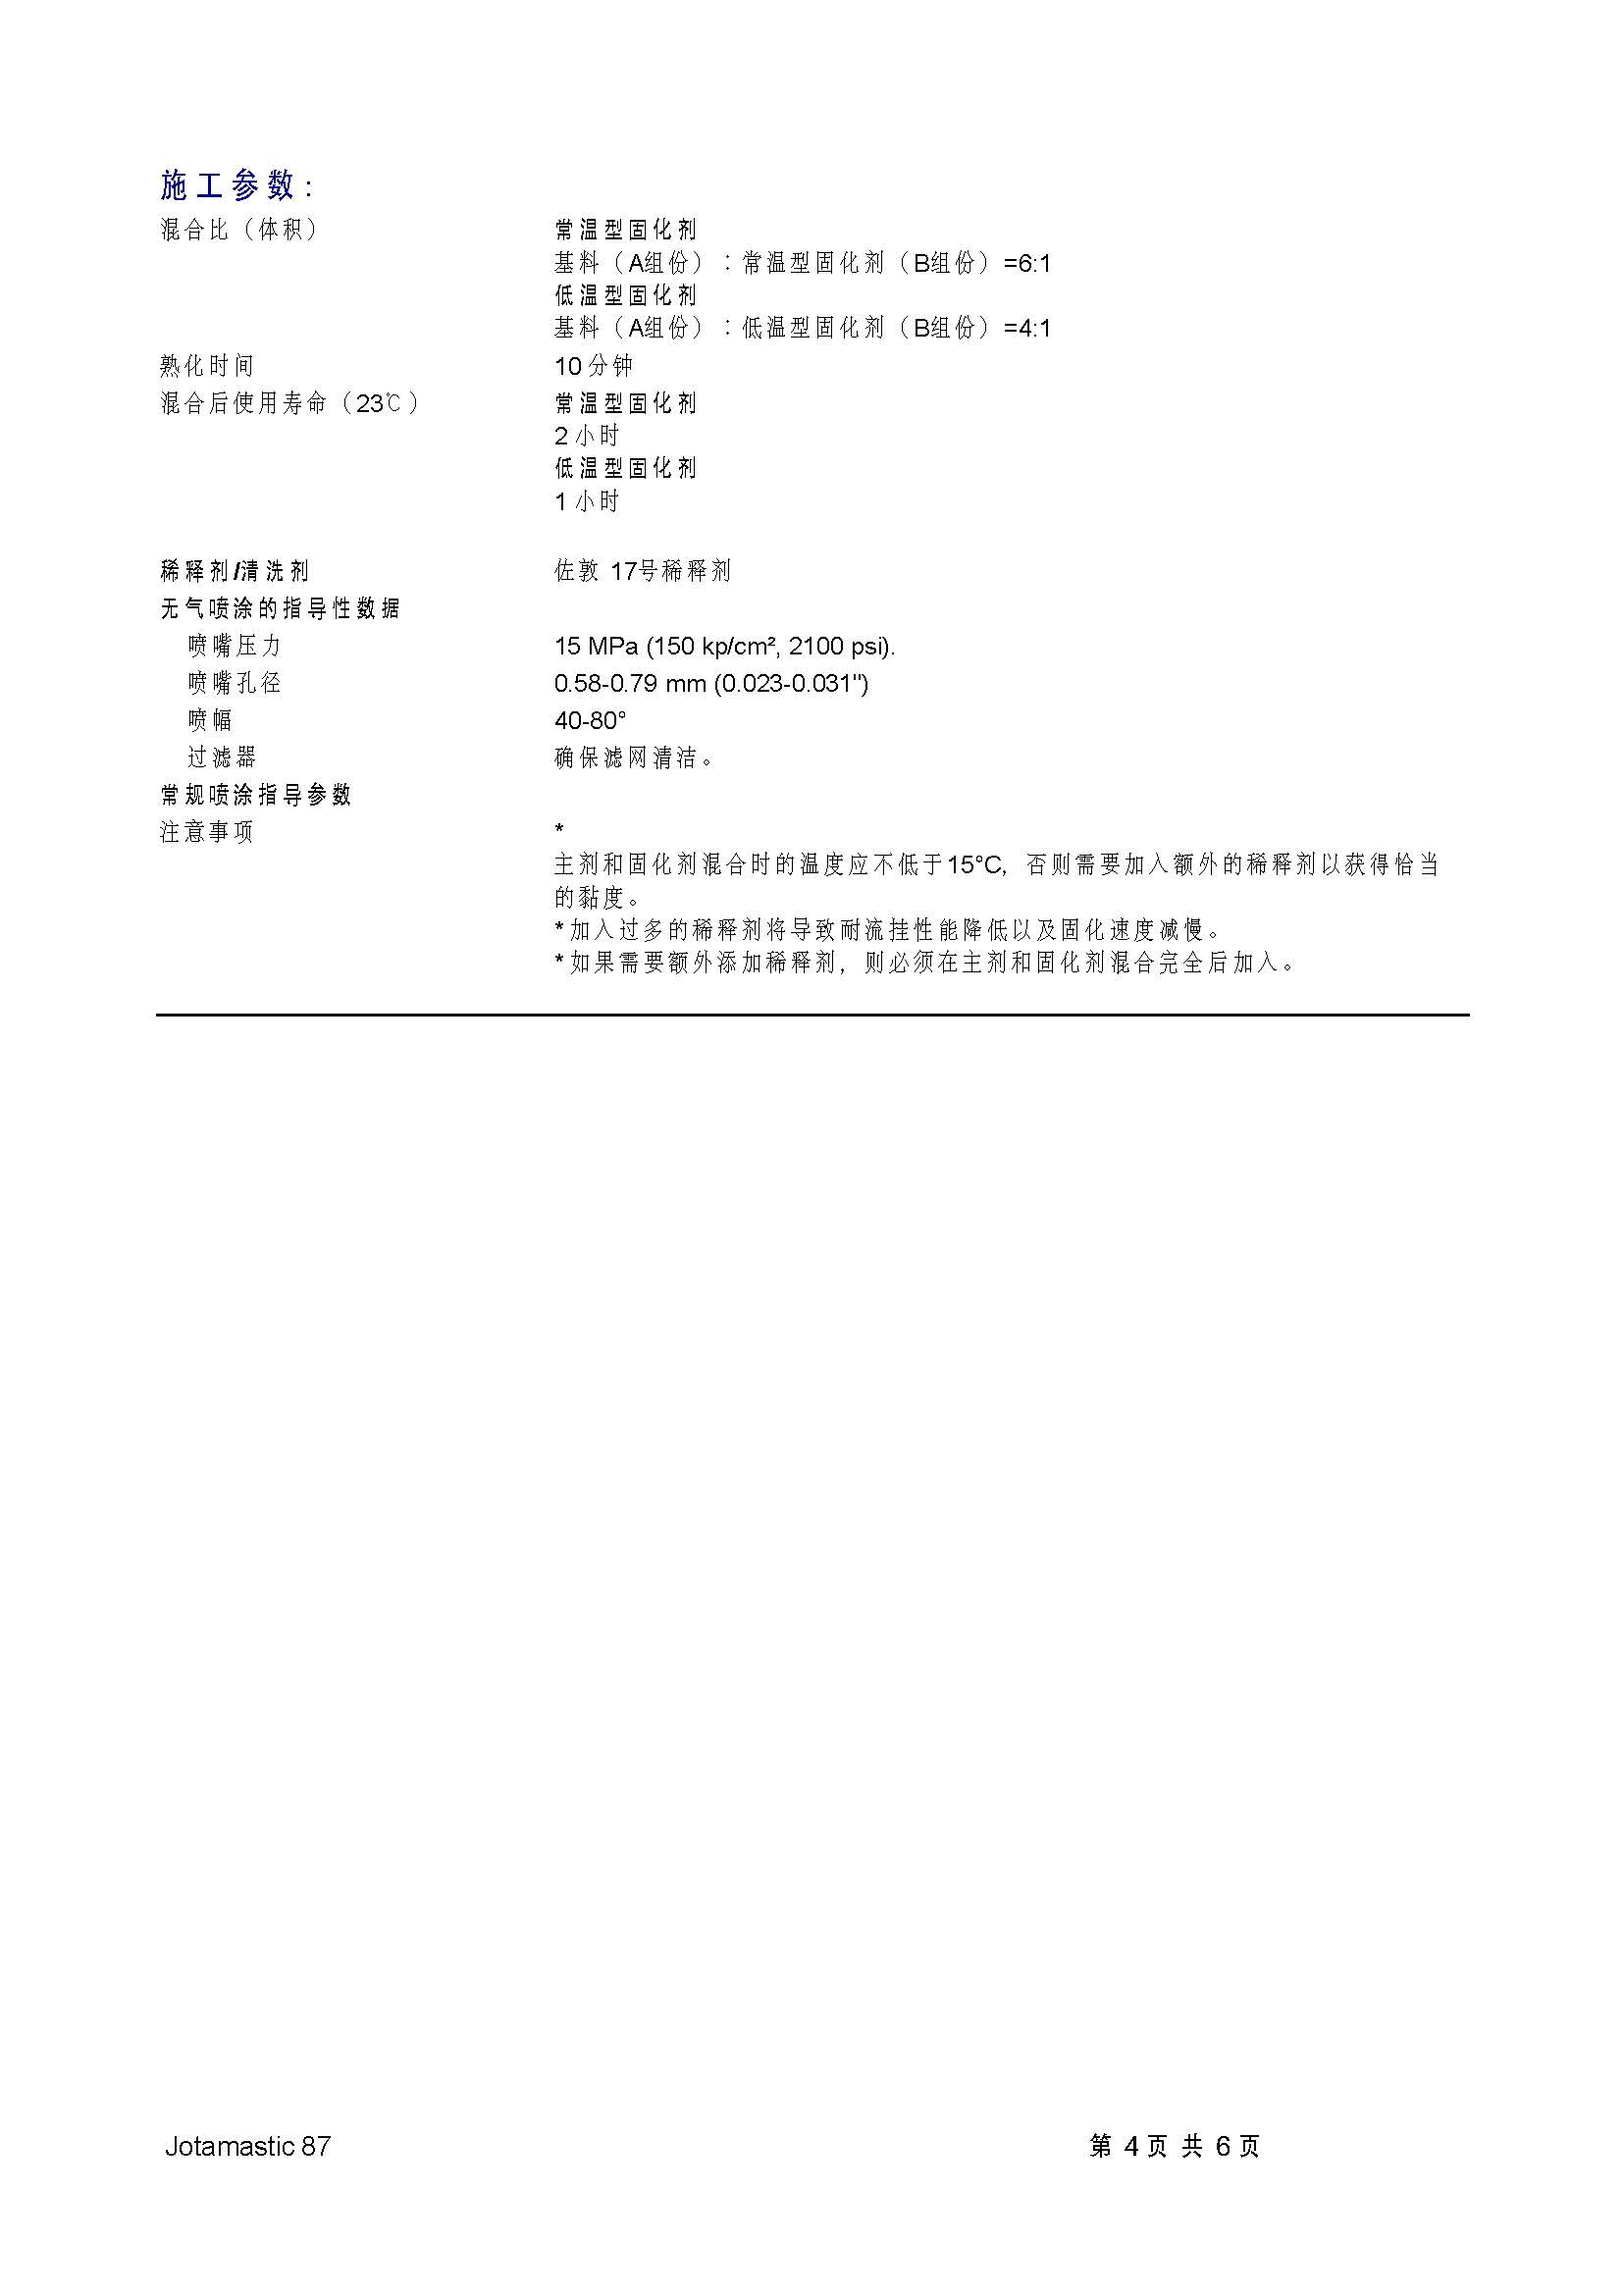 施工参数:
混合比（体积） 常温型固化剂
基料（A组份）：常温型固化剂（B组份）=6:1
低温型固化剂
基料（A组份）：低温型固化剂（B组份）=4:1
熟化时间 10分钟
混合后使用寿命（23℃） 常温型固化剂
2 小时
低温型固化剂
1 小时
稀释剂/清洗剂 佐敦 17号稀释剂
无气喷涂的指导性数据
喷嘴压力 15 MPa (150 kp/cm², 2100 psi).
喷嘴孔径 0.58-0.79 mm (0.023-0.031")
喷幅 40-80°
过滤器 确保滤网清洁。
常规喷涂指导参数
注意事项 *
主剂和固化剂混合时的温度应不低于15°C，否则需要加入额外的稀释剂以获得恰当
的黏度。
*加入过多的稀释剂将导致耐流挂性能降低以及固化速度减慢。
*如果需要额外添加稀释剂，则必须在主剂和固化剂混合完全后加入。
Jotamastic 87 第 4页 共 6页